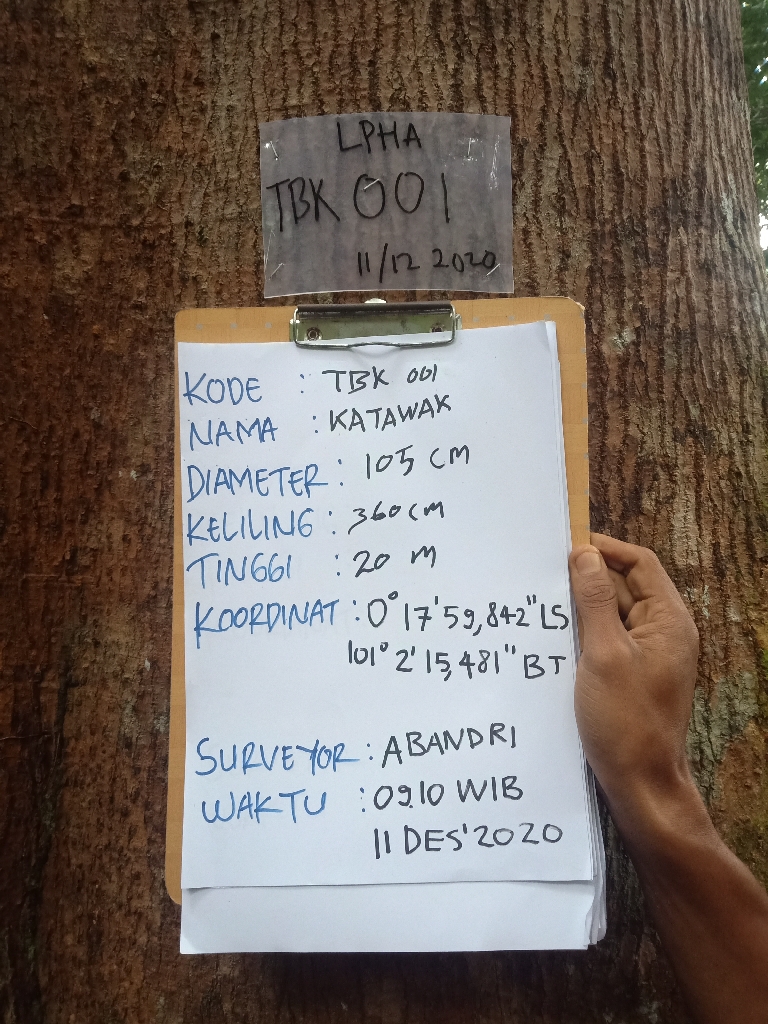 LPHA
TBK 001
11/12 2020
KODE : TBK 001
NAMA : KATAWAK
DIAMETER : 105 CM
KELILING : 360 CM
TINGGI : 20 M
KOORDINAT : 0° 17' 59,842" LS
101° 2' 15,481" BT
SURVEYOR : ABANDRI
WAKTU : 09.10 WIB
11 DES' 2020